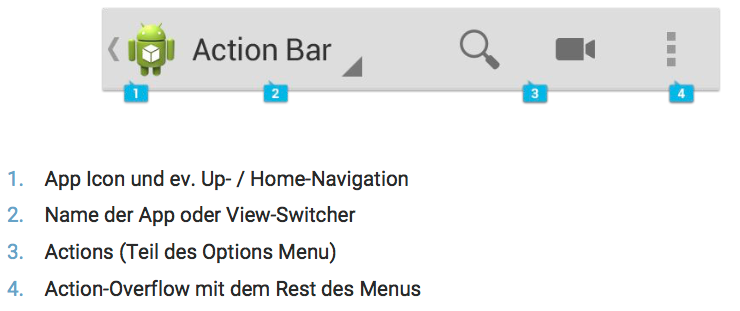 Action Bar
1 2 3 4
1. App Icon und ev. Up- / Home-Navigation
2. Name der App oder View-Switcher
3. Actions (Teil des Options Menu)
4. Action-Overflow mit dem Rest des Menus